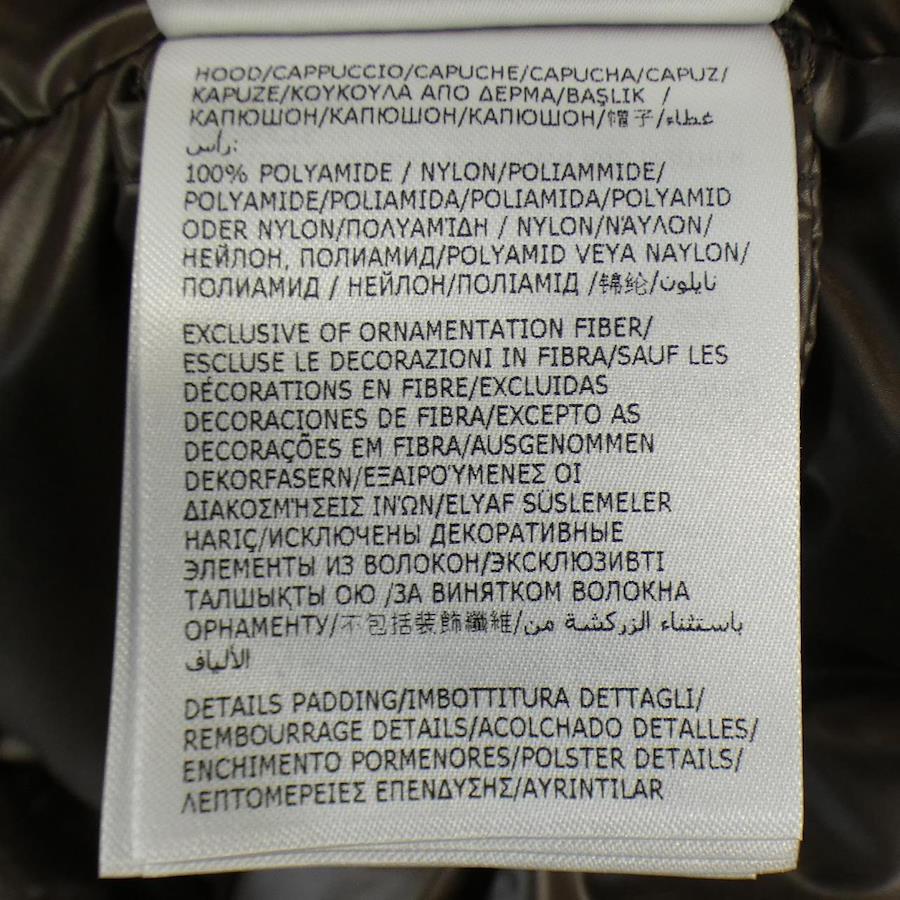 HOOD/CAPPUCCIO/CAPUCHE/CAPUCHA/CAPUZ/
KAPUZE/ΚΟΥΚΟΥΛΑ ΑΠΟ ΔΕΡΜΑ/BAŞLIK /
КАПЮШОН/КАПЮШОН/КАПЮШОН/帽子/غطاء
رأس:
100% POLYAMIDE / NYLON/POLIAMMIDE/
POLYAMIDE/POLIAMIDA/POLIAMIDA/POLYAMID
ODER NYLON/ΠΟΛΥΑΜΊΔΗ / NYLON/ΝΆΥΛΟΝ/
НЕЙЛОН, ПОЛИАМИД/POLYAMID VEYA NAYLON/
ПОЛИАМИД / НЕЙЛОН/ПОЛІАМІД /锦纶/نايلون
EXCLUSIVE OF ORNAMENTATION FIBER/
ESCLUSE LE DECORAZIONI IN FIBRA/SAUF LES
DÉCORATIONS EN FIBRE/EXCLUIDAS
DECORACIONES DE FIBRA/EXCEPTO AS
DECORAÇÕES EM FIBRA/AUSGENOMMEN
DEKORFASERN/ΕΞΑΙΡΟΎΜΕΝΕΣ ΟΙ
ΔΙΑΚΟΣΜΉΣΕΙΣ ΙΝΏΝ/ELYAF SÜSLEMELER
HARIÇ/ИСКЛЮЧЕНЫ ДЕКОРАТИВНЫЕ
ЭЛЕМЕНТЫ ИЗ ВОЛОКОН/ЭКСКЛЮЗИВТІ
ТАЛШЫҚТЫ ОЮ /ЗА ВИНЯТКОМ ВОЛОКНА
ОРНАМЕНТУ/不包括装飾纖維/باستثناء الزركشة من
الألياف
DETAILS PADDING/IMBOTTITURA DETTAGLI/
REMBOURRAGE DETAILS/ACOLCHADO DETALLES/
ENCHIMENTO PORMENORES/POLSTER DETAILS/
ΛΕΠΤΟΜΕΡΕΙΕΣ ΕΠΕΝΔΥΣΗΣ/AYRINTILAR